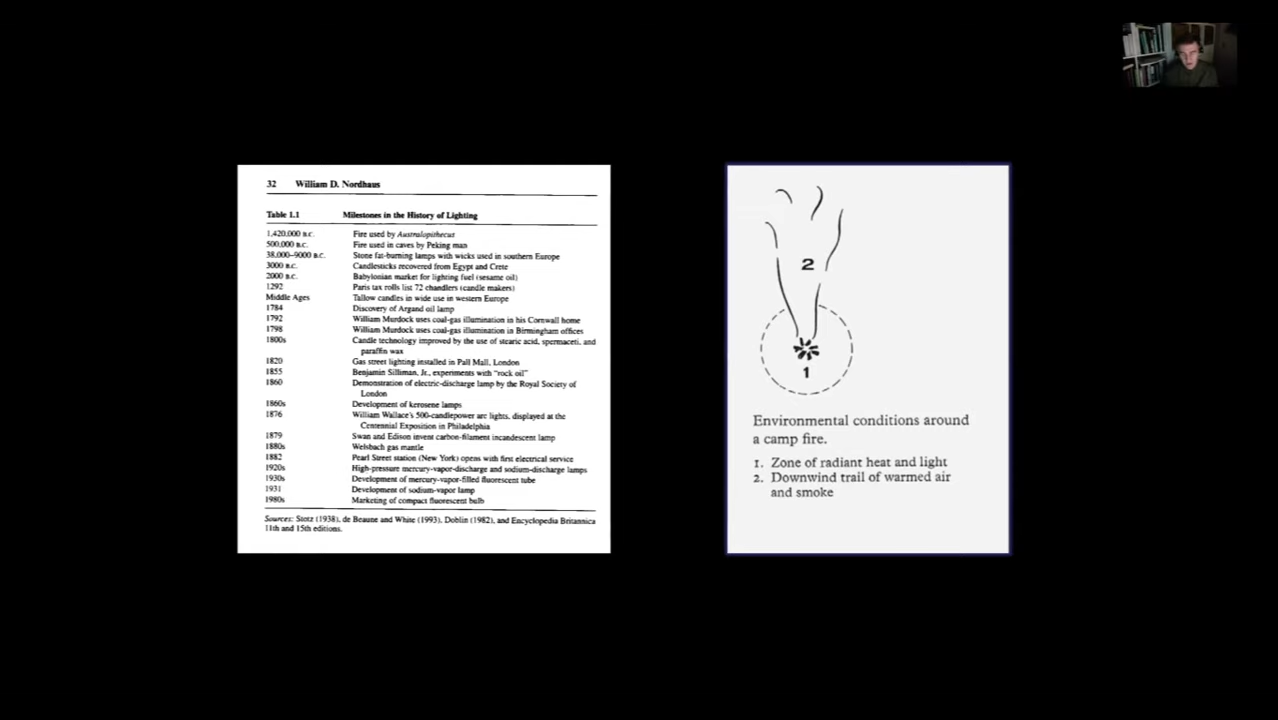 32 William D. Nordhaus
Table 1.1 Milestones in the History of Lighting
1,420,000 B.C. Fire used by Australopithecus
500,000 B.C. Fire used in caves by Peking man
38,000–9000 B.C. Stone fat-burning lamps with wicks used in southern Europe
3000 B.C. Candlesticks recovered from Egypt and Crete
2000 B.C. Babylonian market for lighting fuel (sesame oil)
1292 Paris tax rolls list 72 chandlers (candle makers)
Middle Ages Tallow candles in wide use in western Europe
1784 Discovery of Argand oil lamp
1792 William Murdock uses coal-gas illumination in his Cornwall home
1798 William Murdock uses coal-gas illumination in Birmingham offices
1800s Candle technology improved by the use of stearic acid, spermaceti, and
paraffin wax
1820 Gas street lighting installed in Pall Mall, London
1855 Benjamin Silliman, Jr., experiments with "rock oil"
1860 Demonstration of electric-discharge lamp by the Royal Society of
London
1860s Development of kerosene lamps
1876 William Wallace's 500-candlepower arc lights, displayed at the
Centennial Exposition in Philadelphia
1879 Swan and Edison invent carbon-filament incandescent lamp
1880s Welsbach gas mantle
1882 Pearl Street station (New York) opens with first electrical service
1920s High-pressure mercury-vapor-discharge and sodium-discharge lamps
1930s Development of mercury-vapor-filled fluorescent tube
1931 Development of sodium-vapor lamp
1980s Marketing of compact fluorescent bulb
Sources: Stotz (1938), de Beaune and White (1993), Doblin (1982), and Encyclopedia Britannica
11th and 15th editions.
2
1
Environmental conditions around
a camp fire.
1. Zone of radiant heat and light
2. Downwind trail of warmed air
and smoke